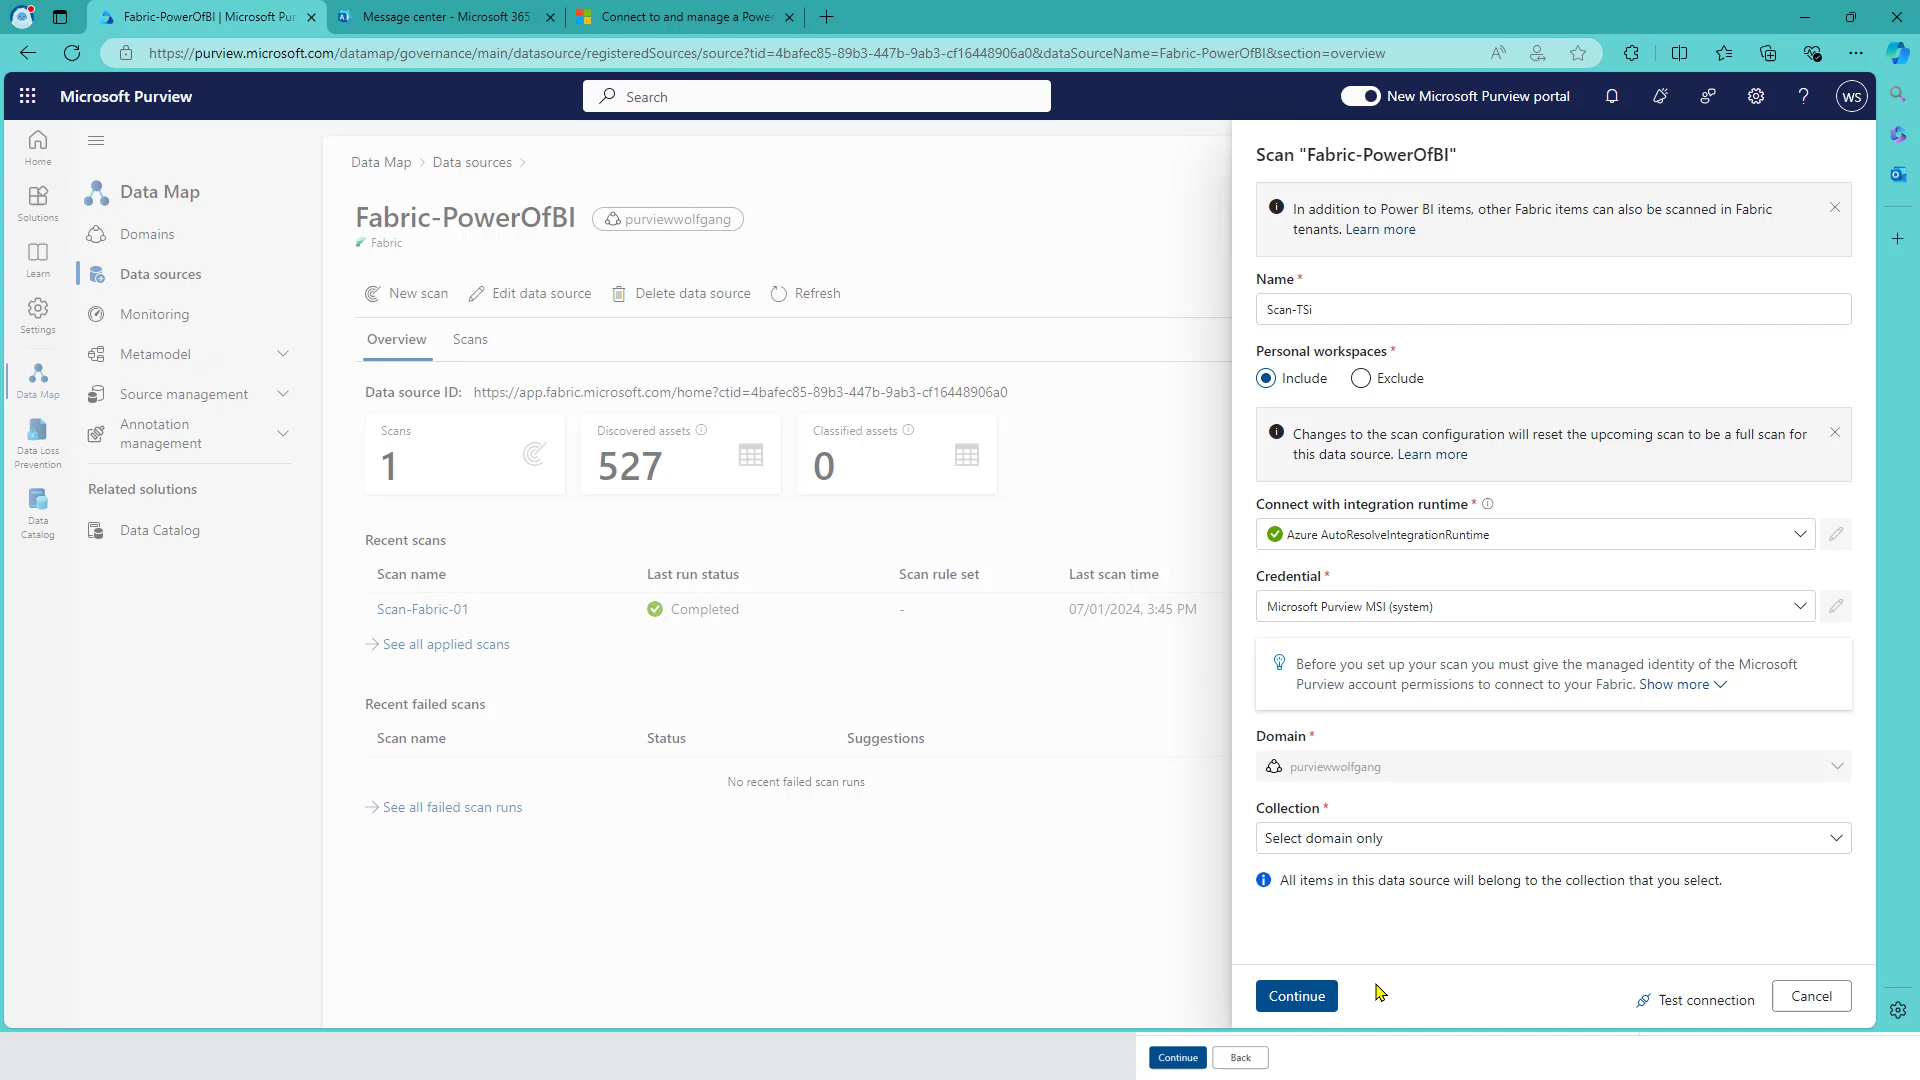 Fabric-PowerOfBI | Microsoft Pur
Message center - Microsoft 365
Connect to and manage a Power
https://purview.microsoft.com/datamap/governance/main/datasource/registeredSources/source?tid=4bafec85-89b3-447b-9ab3-cf16448906a0&dataSourceName=Fabric-PowerOfBI&section=overview
Microsoft Purview
Search
New Microsoft Purview portal
WS
Home
Solutions
Learn
Settings
Data Map
Data Loss
Prevention
Data
Catalog
Data Map
Domains
Data sources
Monitoring
Metamodel
Source management
Annotation
management
Related solutions
Data Catalog
Data Map > Data sources >
Fabric-PowerOfBI purviewwolfgang
Fabric
New scan Edit data source Delete data source Refresh
Overview Scans
Data source ID: https://app.fabric.microsoft.com/home?ctid=4bafec85-89b3-447b-9ab3-cf16448906a0
Scans
1
Discovered assets
527
Classified assets
0
Recent scans
Scan name Last run status Scan rule set Last scan time
Scan-Fabric-01 Completed - 07/01/2024, 3:45 PM
See all applied scans
Recent failed scans
Scan name Status Suggestions
No recent failed scan runs
See all failed scan runs
Scan "Fabric-PowerOfBI"
In addition to Power BI items, other Fabric items can also be scanned in Fabric
tenants. Learn more
Name *
Scan-TSi
Personal workspaces *
Include Exclude
Changes to the scan configuration will reset the upcoming scan to be a full scan for
this data source. Learn more
Connect with integration runtime *
Azure AutoResolveIntegrationRuntime
Credential *
Microsoft Purview MSI (system)
Before you set up your scan you must give the managed identity of the Microsoft
Purview account permissions to connect to your Fabric. Show more
Domain *
purviewwolfgang
Collection *
Select domain only
All items in this data source will belong to the collection that you select.
Continue Test connection Cancel
Continue Back